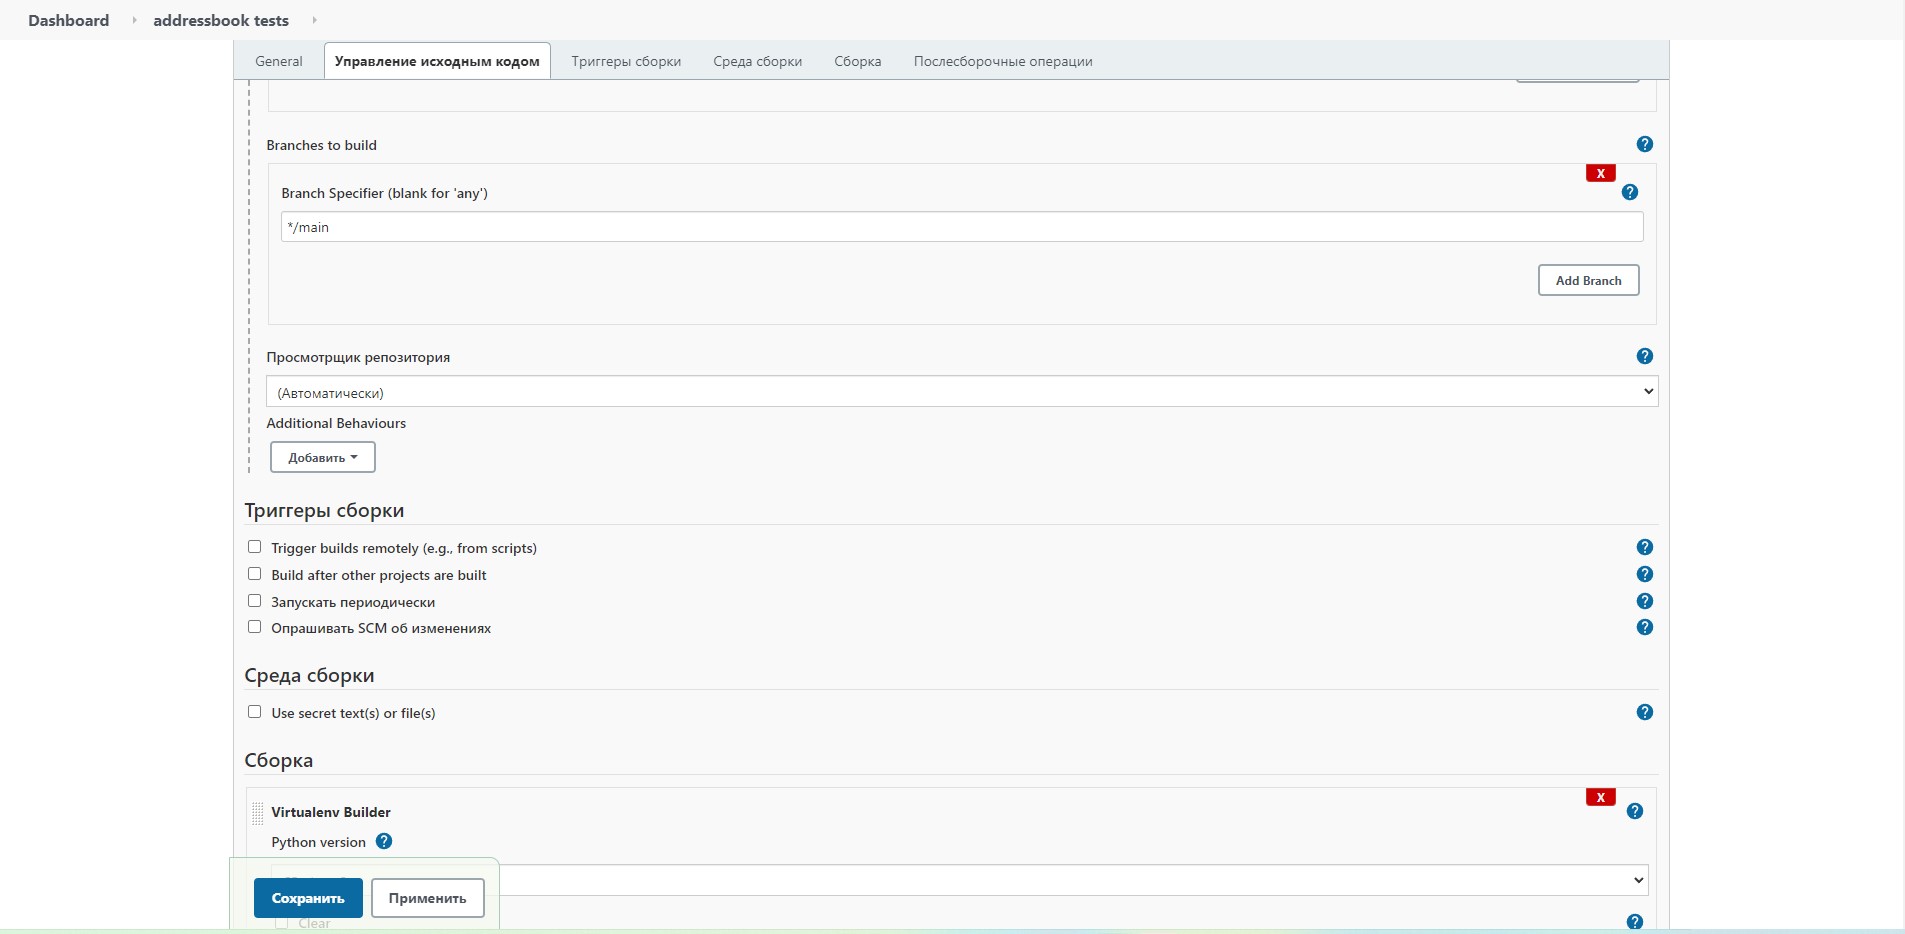 Dashboard addressbook tests
General Управление исходным кодом Триггеры сборки Среда сборки Сборка Послесборочные операции
Branches to build ?
X
Branch Specifier (blank for 'any') ?
*/main
Add Branch
Просмотрщик репозитория ?
(Автоматически)
Additional Behaviours
Добавить
Триггеры сборки
Trigger builds remotely (e.g., from scripts) ?
Build after other projects are built ?
Запускать периодически ?
Опрашивать SCM об изменениях ?
Среда сборки
Use secret text(s) or file(s) ?
Сборка
X
Virtualenv Builder ?
Python version ?
Сохранить Применить
Clear ?